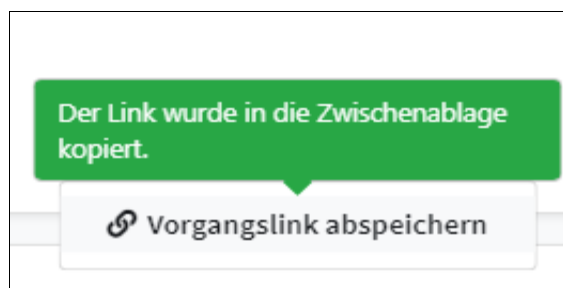 Der Link wurde in die Zwischenablage
kopiert.
Vorgangslink abspeichern